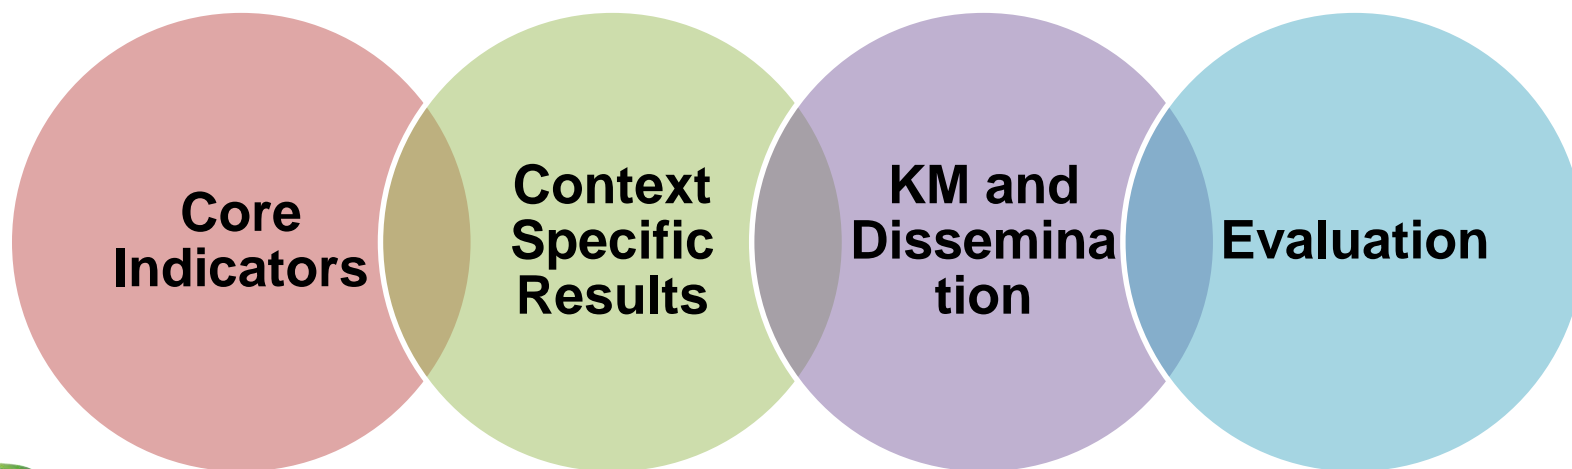 Core
Indicators
Context
Specific
Results
KM and
Dissemina
tion
Evaluation